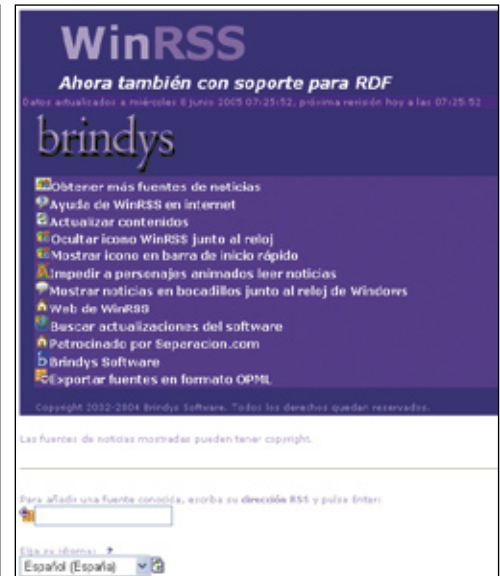 WinRSS
Ahora también con soporte para RDF
Datos actualizados a miércoles 8 junio 2005 07:25:52, próxima revisión hoy a las 07:25:52
brindys
Obtener más fuentes de noticias
Ayuda de WinRSS en internet
Actualizar contenidos
Ocultar icono WinRSS junto al reloj
Mostrar icono en barra de inicio rápido
Impedir a personajes animados leer noticias
Mostrar noticias en bocadillos junto al reloj de Windows
Web de WinRSS
Buscar actualizaciones del software
Patrocinado por Separacion.com
Brindys Software
Exportar fuentes en formato OPML
Copyright 2002-2004 Brindys Software. Todos los derechos quedan reservados.
Las fuentes de noticias mostradas pueden tener copyright.
Para añadir una fuente conocida, escriba su dirección RSS y pulse Enter:
Elija su idioma: ?
Español (España)